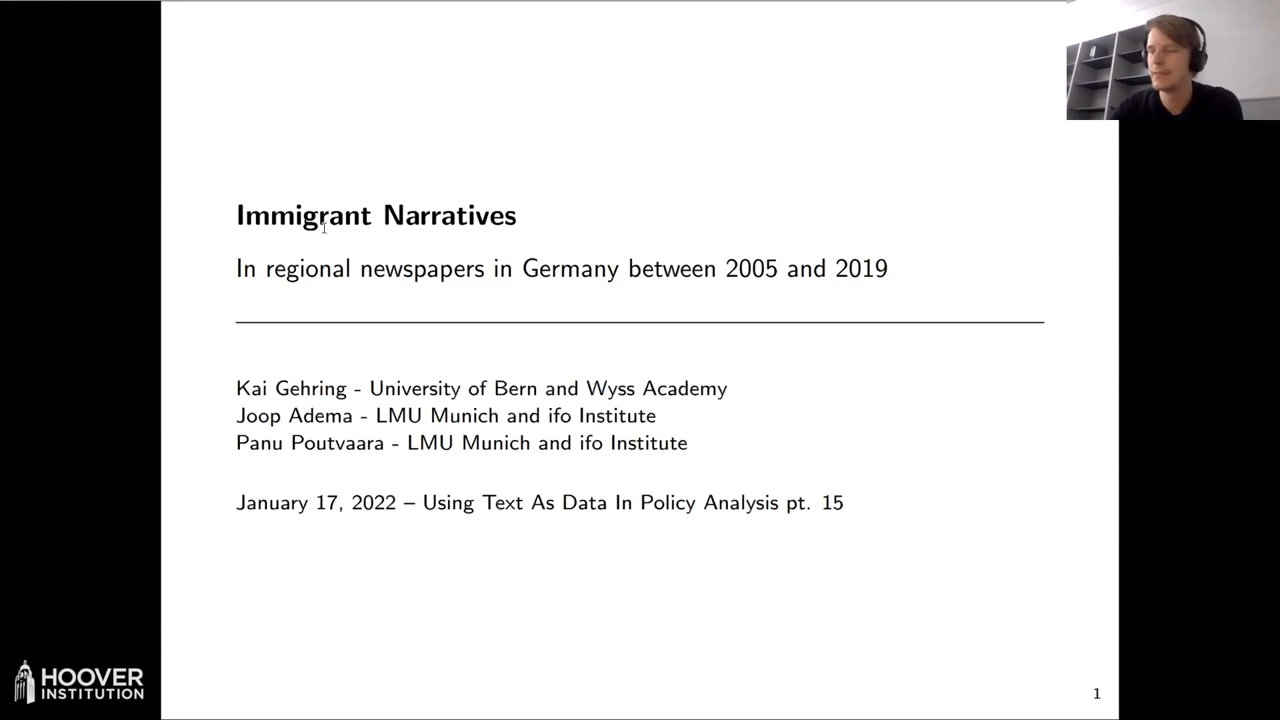 Immigrant Narratives
In regional newspapers in Germany between 2005 and 2019
Kai Gehring - University of Bern and Wyss Academy
Joop Adema - LMU Munich and ifo Institute
Panu Poutvaara - LMU Munich and ifo Institute
January 17, 2022 – Using Text As Data In Policy Analysis pt. 15
HOOVER
INSTITUTION
1